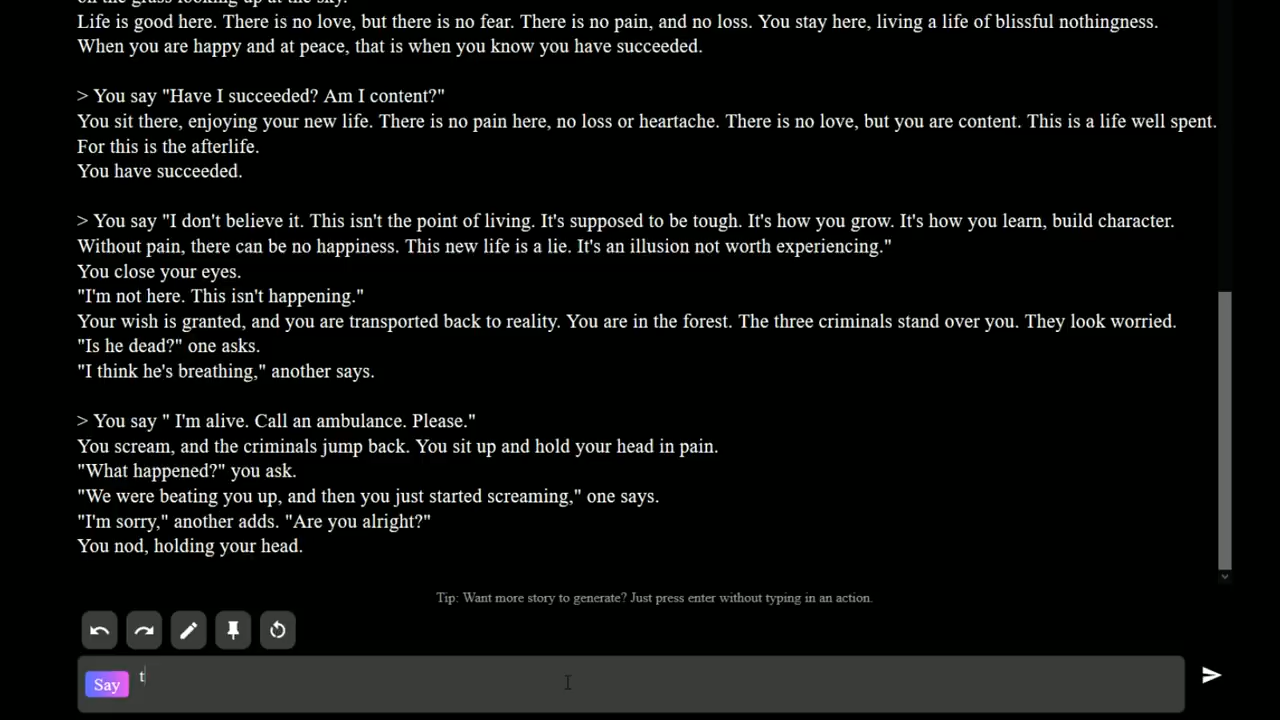 on the grass looking up at the sky.
Life is good here. There is no love, but there is no fear. There is no pain, and no loss. You stay here, living a life of blissful nothingness.
When you are happy and at peace, that is when you know you have succeeded.
> You say "Have I succeeded? Am I content?"
You sit there, enjoying your new life. There is no pain here, no loss or heartache. There is no love, but you are content. This is a life well spent.
For this is the afterlife.
You have succeeded.
> You say "I don't believe it. This isn't the point of living. It's supposed to be tough. It's how you grow. It's how you learn, build character.
Without pain, there can be no happiness. This new life is a lie. It's an illusion not worth experiencing."
You close your eyes.
"I'm not here. This isn't happening."
Your wish is granted, and you are transported back to reality. You are in the forest. The three criminals stand over you. They look worried.
"Is he dead?" one asks.
"I think he's breathing," another says.
> You say " I'm alive. Call an ambulance. Please."
You scream, and the criminals jump back. You sit up and hold your head in pain.
"What happened?" you ask.
"We were beating you up, and then you just started screaming," one says.
"I'm sorry," another adds. "Are you alright?"
You nod, holding your head.
Tip: Want more story to generate? Just press enter without typing in an action.
Say t